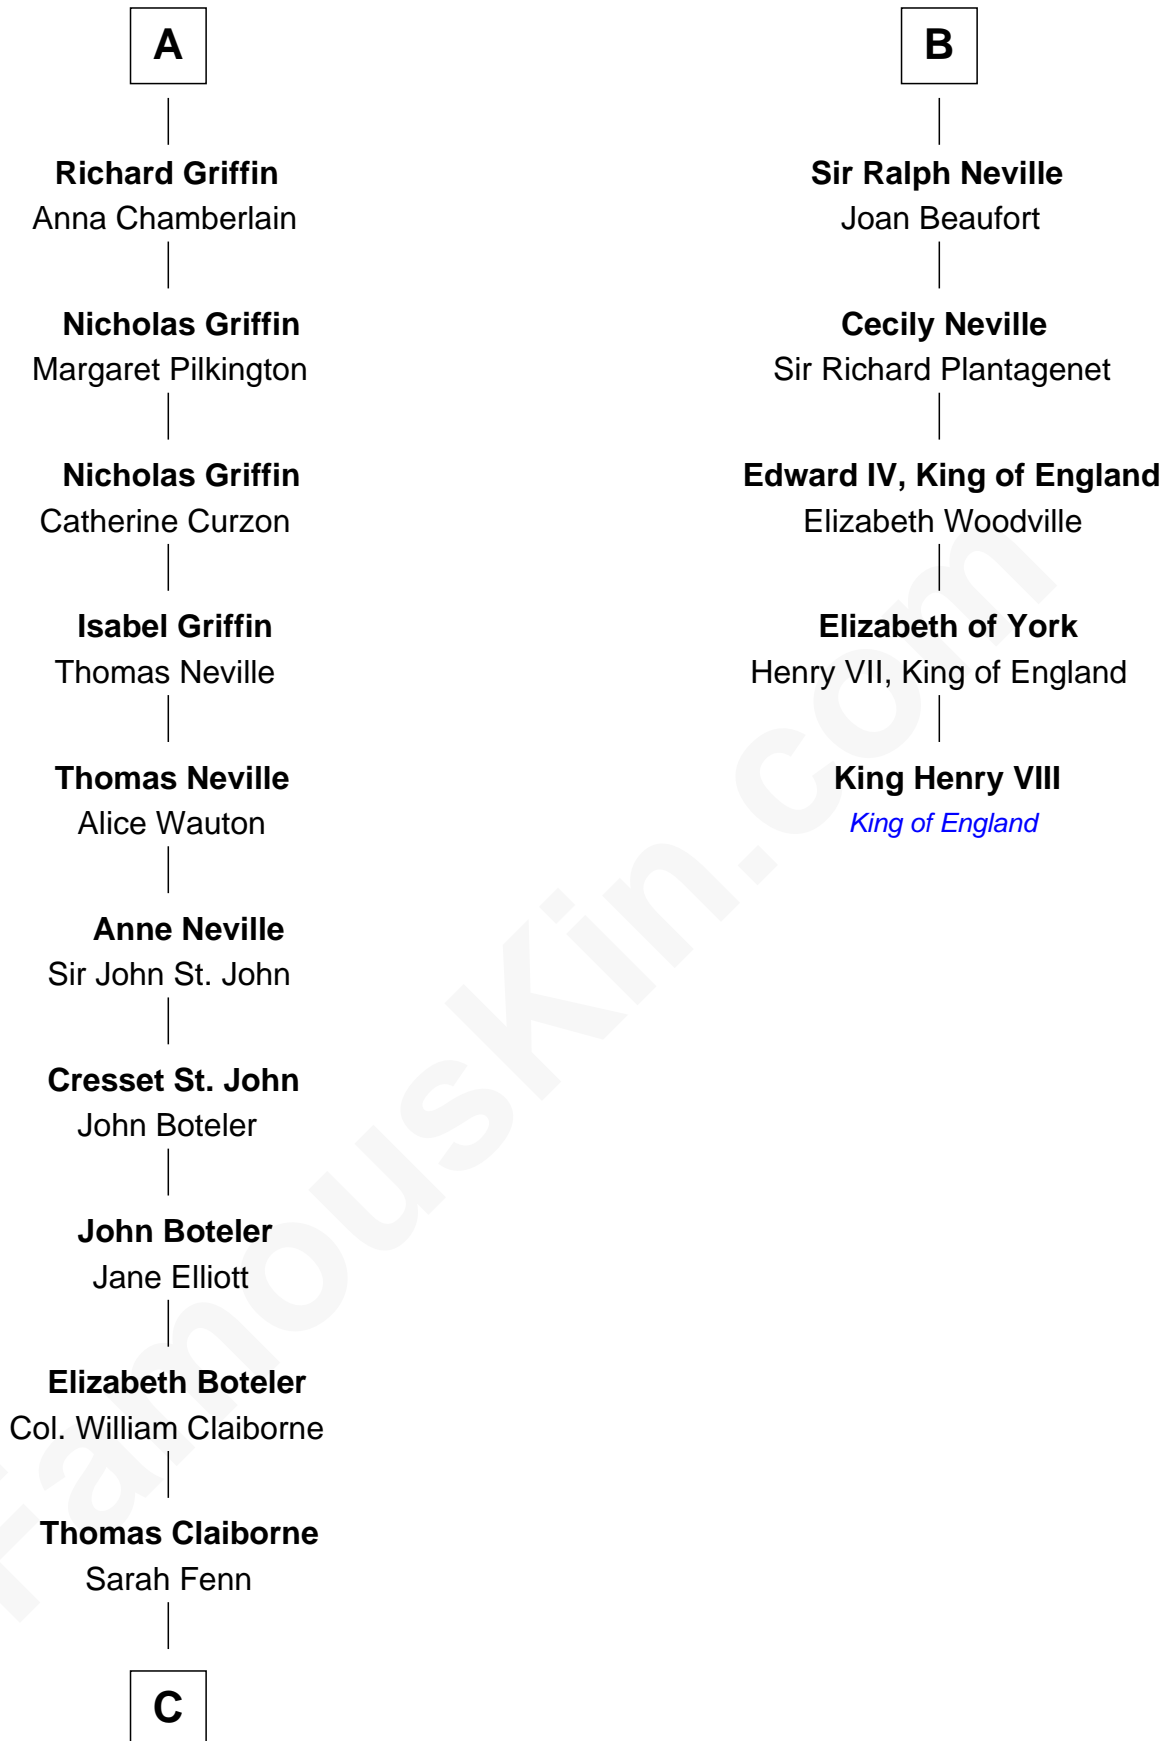 A
Richard Griffin
Anna Chamberlain
Nicholas Griffin
Margaret Pilkington
Nicholas Griffin
Catherine Curzon
Isabel Griffin
Thomas Neville
Thomas Neville
Alice Wauton
Anne Neville
Sir John St. John
Cresset St. John
John Boteler
John Boteler
Jane Elliott
Elizabeth Boteler
Col. William Claiborne
Thomas Claiborne
Sarah Fenn
C
B
Sir Ralph Neville
Joan Beaufort
Cecily Neville
Sir Richard Plantagenet
Edward IV, King of England
Elizabeth Woodville
Elizabeth of York
Henry VII, King of England
King Henry VIII
King of England
FamousKin.com